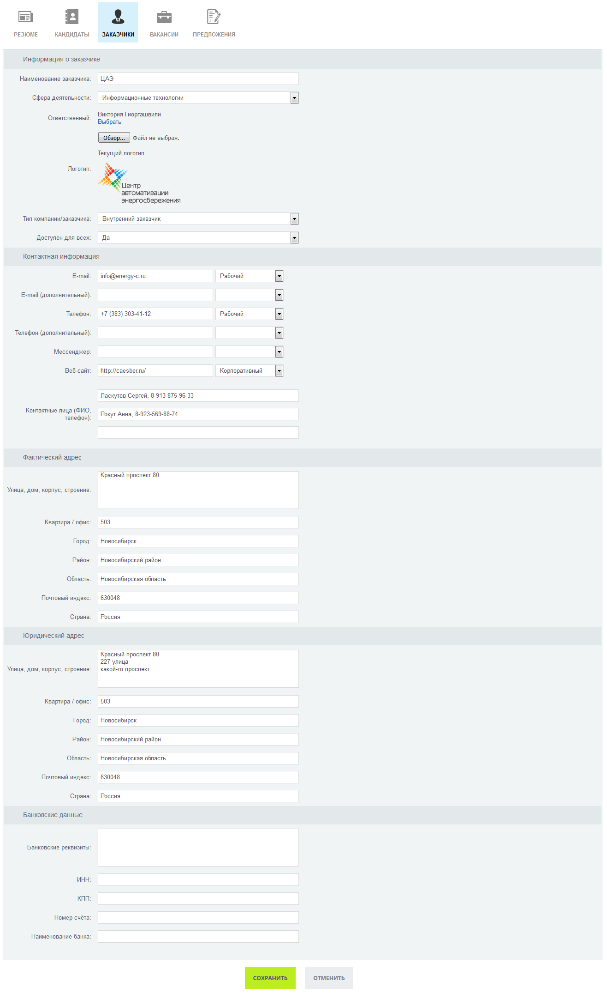 РЕЗЮМЕ КАНДИДАТЫ ЗАКАЗЧИКИ ВАКАНСИИ ПРЕДЛОЖЕНИЯ
Информация о заказчике
Наименование заказчика: ЦАЭ
Сфера деятельности: Информационные технологии
Ответственный: Виктория Гиоргашвили
Выбрать
Обзор... Файл не выбран.
Текущий логотип
Логотип:
Центр
автоматизации
энергосбережения
Тип компании/заказчика: Внутренний заказчик
Доступен для всех: Да
Контактная информация
E-mail: info@energy-c.ru Рабочий
E-mail (дополнительный):
Телефон: +7 (383) 303-41-12 Рабочий
Телефон (дополнительный):
Мессенджер:
Веб-сайт: http://caesber.ru/ Корпоративный
Ласкутов Сергей, 8-913-875-96-33
Контактные лица (ФИО,
телефон):
Рокут Анна, 8-923-569-88-74
Фактический адрес
Улица, дом, корпус, строение: Красный проспект 80
Квартира / офис: 503
Город: Новосибирск
Район: Новосибирский район
Область: Новосибирская область
Почтовый индекс: 630048
Страна: Россия
Юридический адрес
Улица, дом, корпус, строение: Красный проспект 80
227 улица
какой-то проспект
Квартира / офис: 503
Город: Новосибирск
Район: Новосибирский район
Область: Новосибирская область
Почтовый индекс: 630048
Страна: Россия
Банковские данные
Банковские реквизиты:
ИНН:
КПП:
Номер счёта:
Наименование банка:
СОХРАНИТЬ ОТМЕНИТЬ